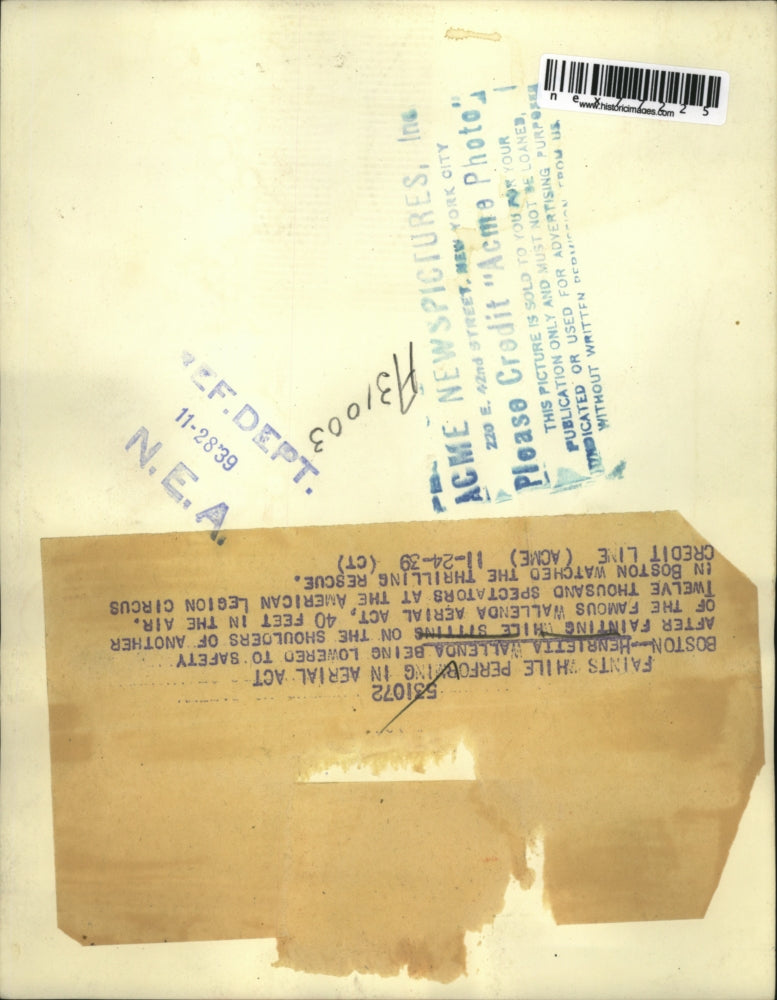 nex77225
www.historicimages.com
ACME NEWSPICTURES, Inc
220 E. 42nd STREET, NEW YORK CITY
Please Credit "Acme Photo"
THIS PICTURE IS SOLD TO YOU FOR YOUR
PUBLICATION ONLY AND MUST NOT BE LOANED,
SYNDICATED OR USED FOR ADVERTISING PURPOSES
WITHOUT WRITTEN PERMISSION FROM US
A31003
REF. DEPT.
11-28'39
N. E. A.
531072
FAINTS WHILE PERFORMING IN AERIAL ACT
BOSTON--HENRIETTA WALLENDA BEING LOWERED TO SAFETY
AFTER FAINTING WHILE SITTING ON THE SHOULDERS OF ANOTHER
OF THE FAMOUS WALLENDA AERIAL ACT, 40 FEET IN THE AIR.
TWELVE THOUSAND SPECTATORS AT THE AMERICAN LEGION CIRCUS
IN BOSTON WATCHED THE THRILLING RESCUE.
CREDIT LINE (ACME) 11-24-39 (CT)